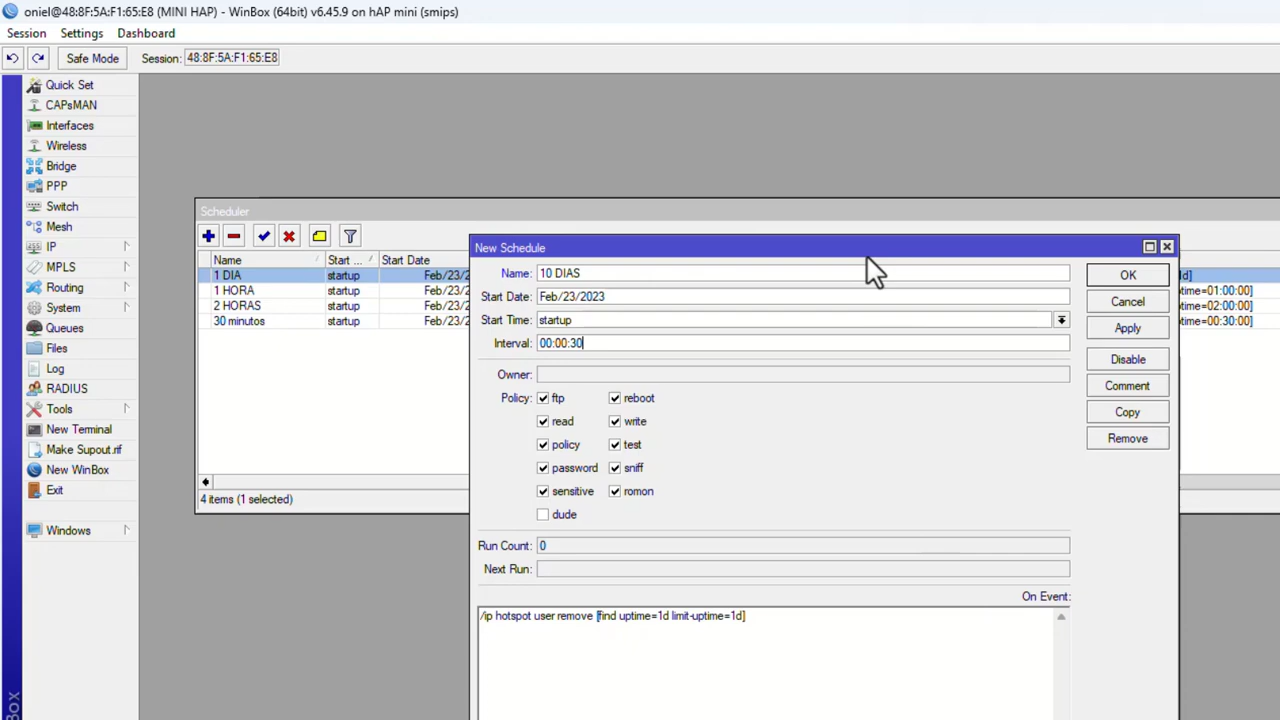 oniel@48:8F:5A:F1:65:E8 (MINI HAP) - WinBox (64bit) v6.45.9 on hAP mini (smips)
Session Settings Dashboard
Safe Mode Session: 48:8F:5A:F1:65:E8
Quick Set
CAPsMAN
Interfaces
Wireless
Bridge
PPP
Switch
Mesh
IP
MPLS
Routing
System
Queues
Files
Log
RADIUS
Tools
New Terminal
Make Supout.rif
New WinBox
Exit
Windows
Box
Scheduler
Name Start ... Start Date
1 DIA startup Feb/23/2 d]
1 HORA startup Feb/23/2 ptime=01:00:00]
2 HORAS startup Feb/23/2 ptime=02:00:00]
30 minutos startup Feb/23/2 ptime=00:30:00]
4 items (1 selected)
New Schedule
Name: 10 DIAS
Start Date: Feb/23/2023
Start Time: startup
Interval: 00:00:30
Owner:
Policy: ftp reboot
read write
policy test
password sniff
sensitive romon
dude
Run Count: 0
Next Run:
On Event:
/ip hotspot user remove [find uptime=1d limit-uptime=1d]
OK
Cancel
Apply
Disable
Comment
Copy
Remove